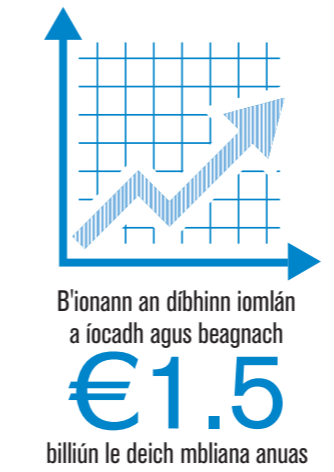 B'ionann an díbhinn iomlán
a íocadh agus beagnach
€1.5
billiún le deich mbliana anuas